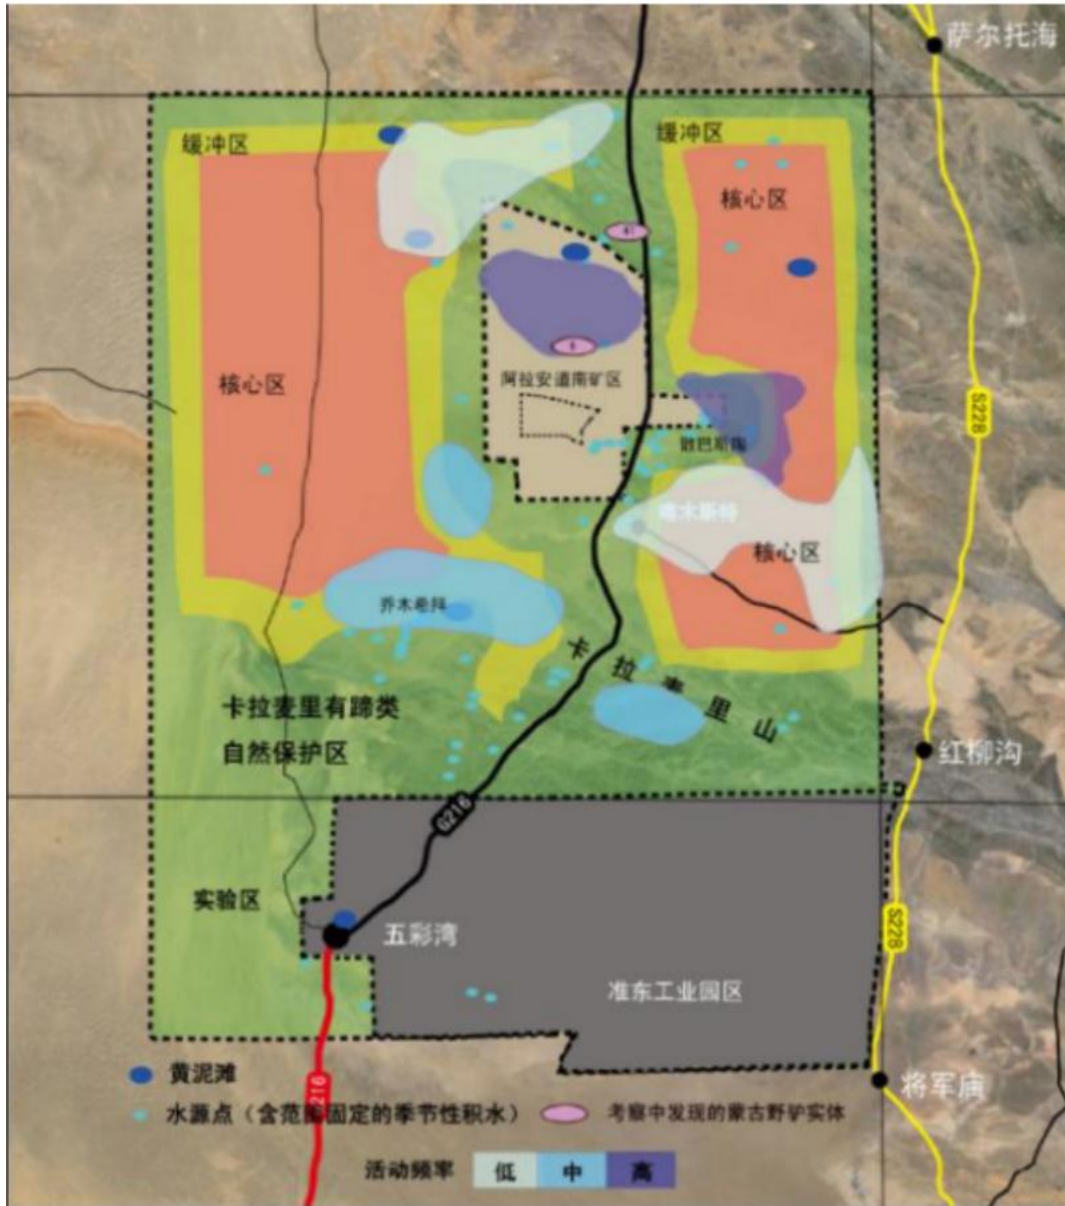 萨尔托海
缓冲区
缓冲区
核心区
41
核心区
阿拉安道南矿区
6
S228
散巴斯陶
核心区
乔木希拜
卡拉麦里山
卡拉麦里有蹄类
自然保护区
红柳沟
G216
实验区
五彩湾
S228
准东工业园区
黄泥滩
将军庙
216
水源点（含范围固定的季节性积水）
考察中发现的蒙古野驴实体
活动频率
低
中
高